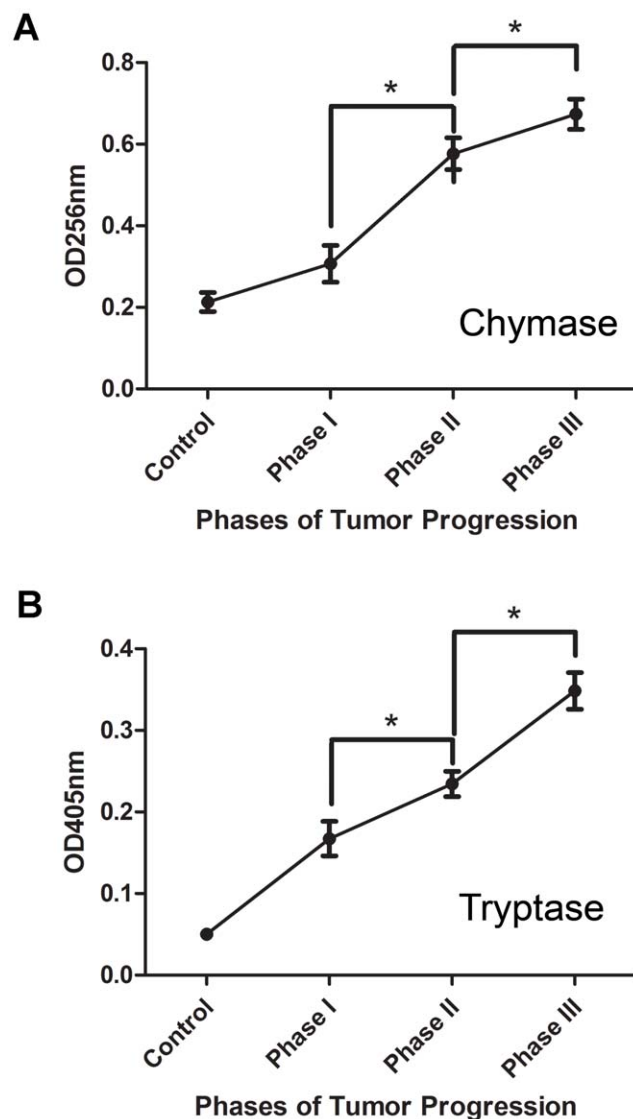 A
*
*
0.8
0.6
0.4
0.2
0.0
OD256nm
Chymase
Control
Phase I
Phase II
Phase III
Phases of Tumor Progression
B
*
*
0.4
0.3
0.2
0.1
0.0
OD405nm
Tryptase
Control
Phase I
Phase II
Phase III
Phases of Tumor Progression